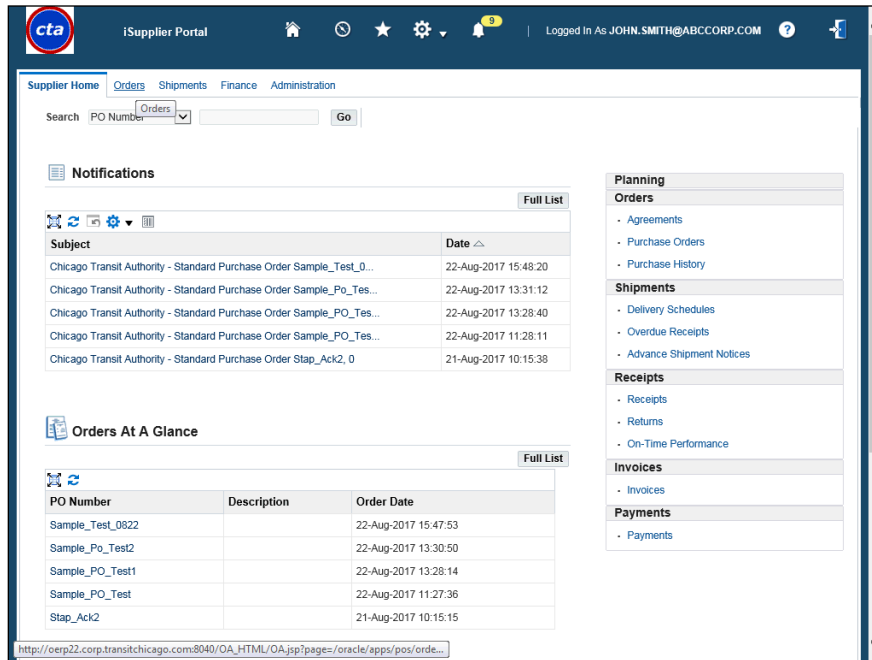 cta iSupplier Portal 9 | Logged In As JOHN.SMITH@ABCCORP.COM ?
Supplier Home Orders Shipments Finance Administration
Orders
Search PO Number Go
Notifications
Full List
Subject Date
Chicago Transit Authority - Standard Purchase Order Sample_Test_0... 22-Aug-2017 15:48:20
Chicago Transit Authority - Standard Purchase Order Sample_Po_Tes... 22-Aug-2017 13:31:12
Chicago Transit Authority - Standard Purchase Order Sample_PO_Tes... 22-Aug-2017 13:28:40
Chicago Transit Authority - Standard Purchase Order Sample_PO_Tes... 22-Aug-2017 11:28:11
Chicago Transit Authority - Standard Purchase Order Stap_Ack2, 0 21-Aug-2017 10:15:38
Orders At A Glance
Full List
PO Number Description Order Date
Sample_Test_0822 22-Aug-2017 15:47:53
Sample_Po_Test2 22-Aug-2017 13:30:50
Sample_PO_Test1 22-Aug-2017 13:28:14
Sample_PO_Test 22-Aug-2017 11:27:36
Stap_Ack2 21-Aug-2017 10:15:15
Planning
Orders
- Agreements
- Purchase Orders
- Purchase History
Shipments
- Delivery Schedules
- Overdue Receipts
- Advance Shipment Notices
Receipts
- Receipts
- Returns
- On-Time Performance
Invoices
- Invoices
Payments
- Payments
http://oerp22.corp.transitchicago.com:8040/OA_HTML/OA.jsp?page=/oracle/apps/pos/orde...